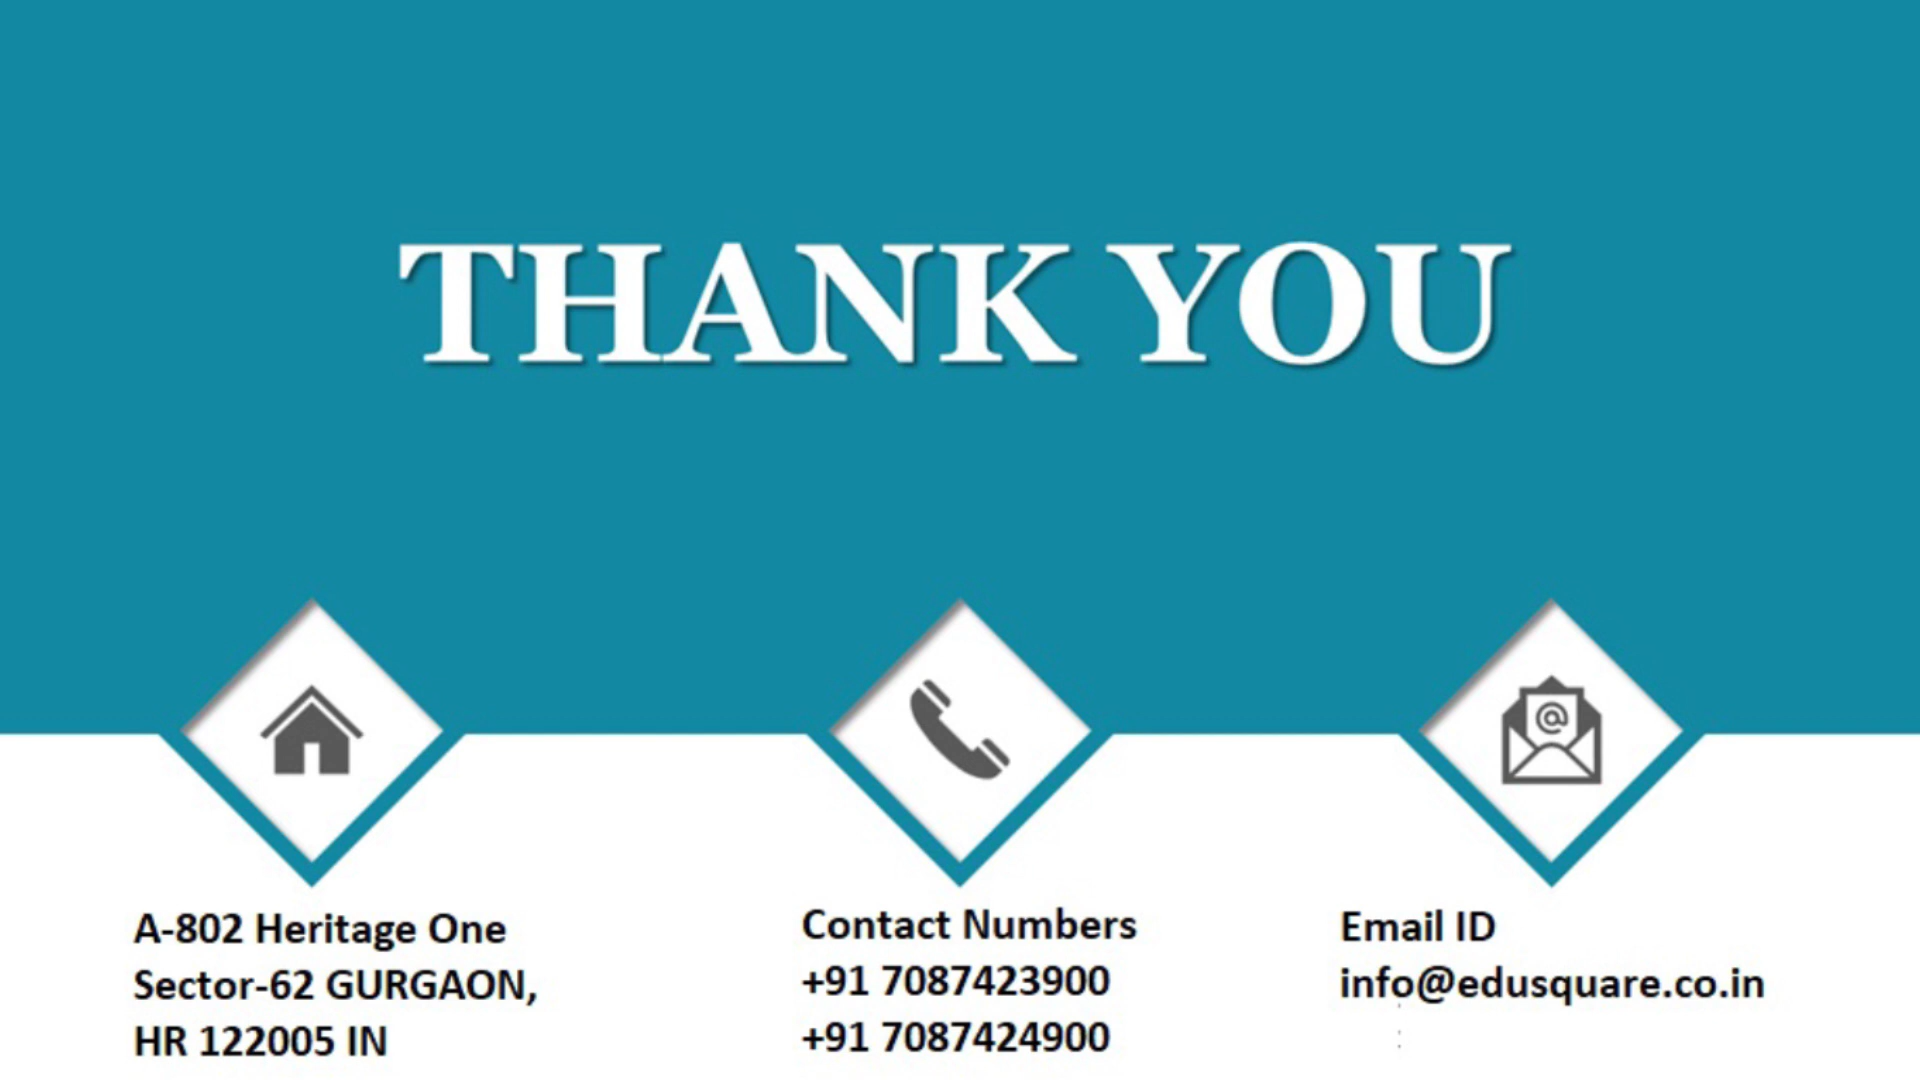 THANK YOU
A-802 Heritage One
Sector-62 GURGAON,
HR 122005 IN
Contact Numbers
+91 7087423900
+91 7087424900
Email ID
info@edusquare.co.in